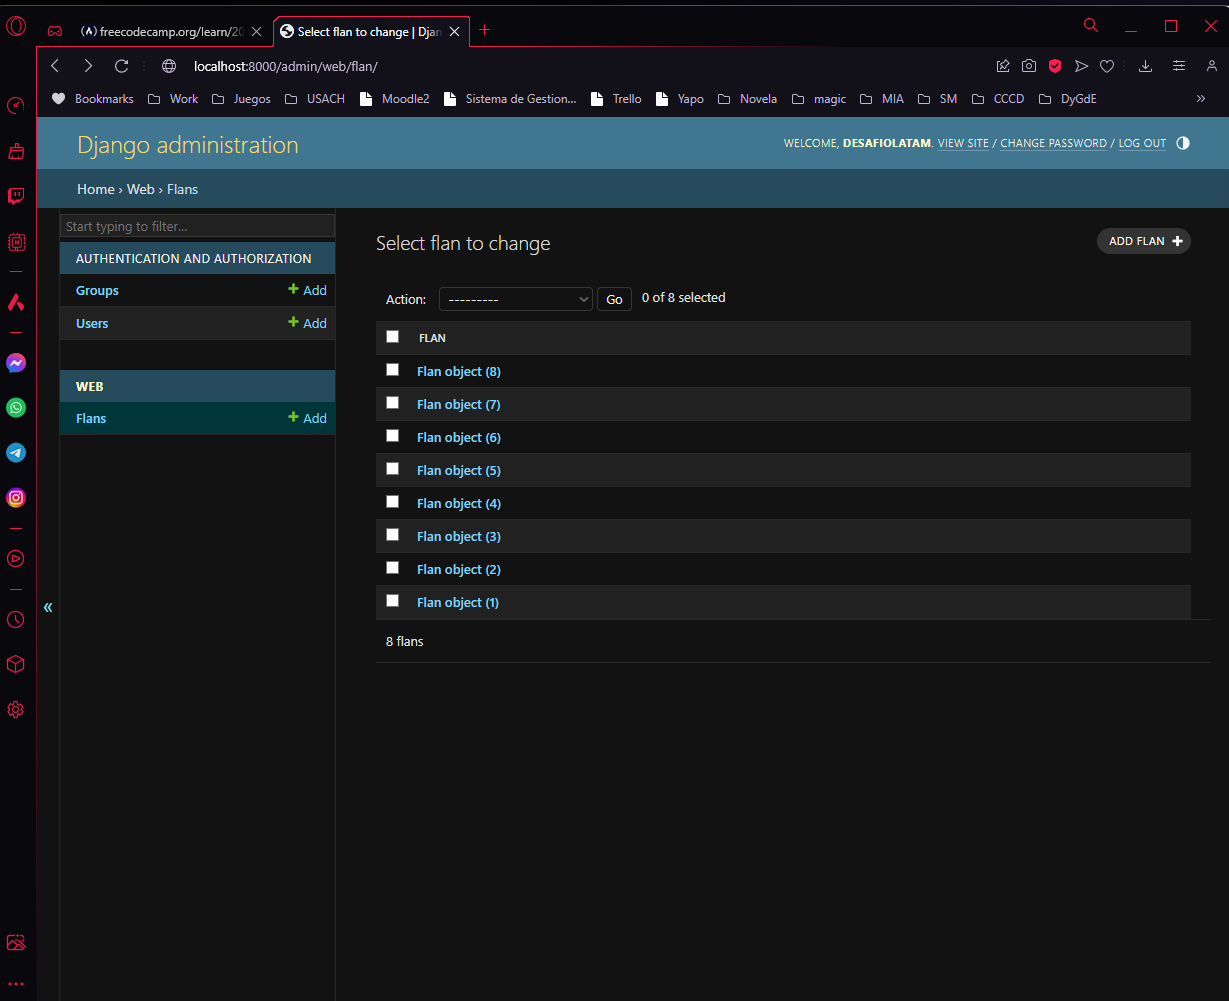 freecodecamp.org/learn/20
Select flan to change | Djan
localhost:8000/admin/web/flan/
Bookmarks Work Juegos USACH Moodle2 Sistema de Gestion... Trello Yapo Novela magic MIA SM CCCD DyGdE »
Django administration
WELCOME, DESAFIOLATAM. VIEW SITE / CHANGE PASSWORD / LOG OUT
Home › Web › Flans
Start typing to filter...
AUTHENTICATION AND AUTHORIZATION
Groups + Add
Users + Add
WEB
Flans + Add
«
Select flan to change
ADD FLAN +
Action: --------- Go 0 of 8 selected
FLAN
Flan object (8)
Flan object (7)
Flan object (6)
Flan object (5)
Flan object (4)
Flan object (3)
Flan object (2)
Flan object (1)
8 flans